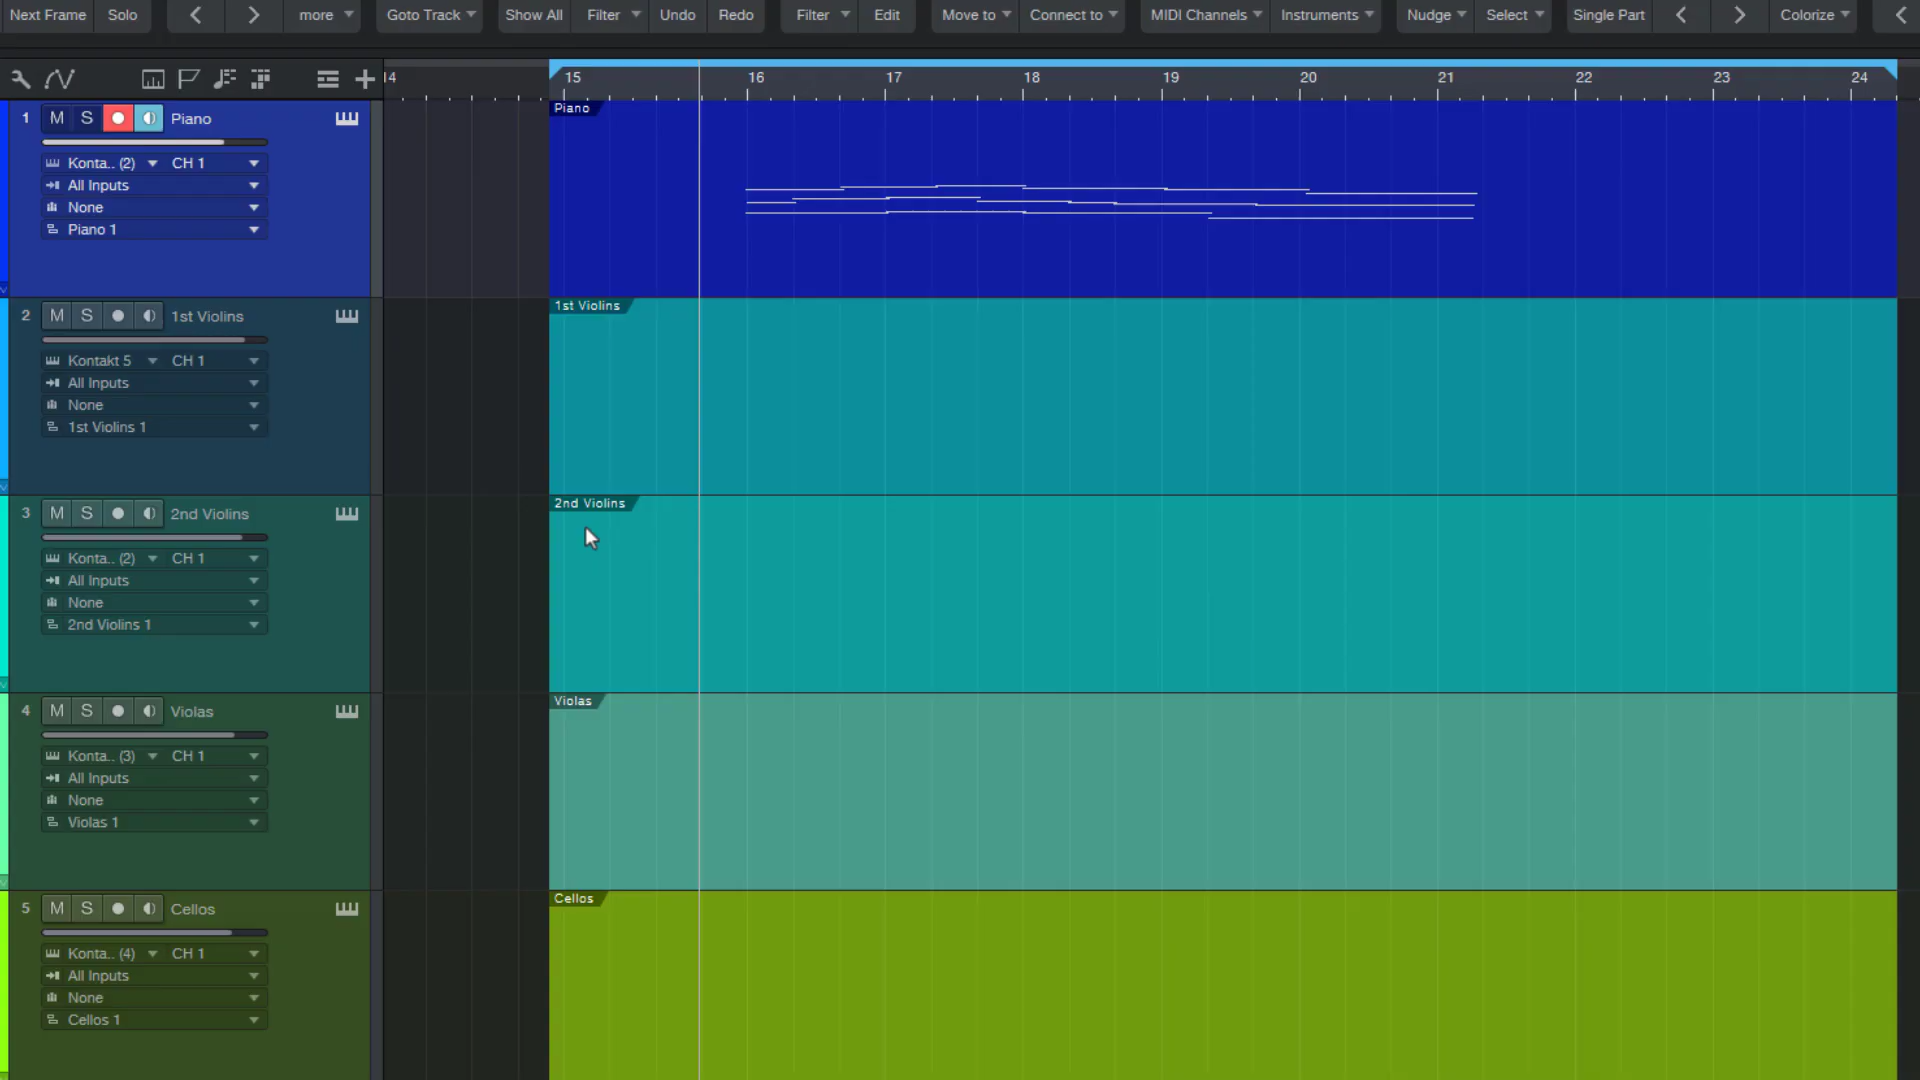 Next Frame Solo more Goto Track Show All Filter Undo Redo Filter Edit Move to Connect to MIDI Channels Instruments Nudge Select Single Part Colorize
14 15 16 17 18 19 20 21 22 23 24
1 M S Piano
Konta.. (2) CH 1
All Inputs
None
Piano 1
Piano
2 M S 1st Violins
Kontakt 5 CH 1
All Inputs
None
1st Violins 1
1st Violins
3 M S 2nd Violins
Konta.. (2) CH 1
All Inputs
None
2nd Violins 1
2nd Violins
4 M S Violas
Konta.. (3) CH 1
All Inputs
None
Violas 1
Violas
5 M S Cellos
Konta.. (4) CH 1
All Inputs
None
Cellos 1
Cellos